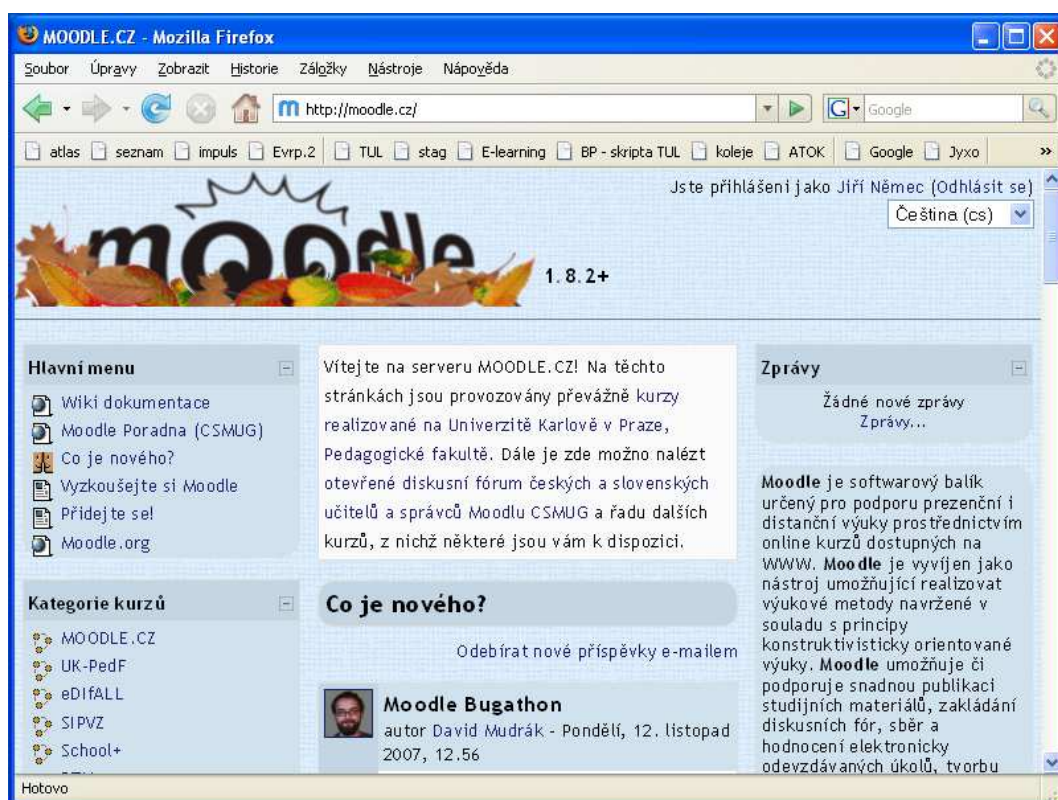 MOODLE.CZ - Mozilla Firefox
Soubor Úpravy Zobrazit Historie Záložky Nástroje Nápověda
http://moodle.cz/
G Google
atlas seznam impuls Evrp.2 TUL stag E-learning BP - skripta TUL koleje ATOK Google Jyxo »
Jste přihlášeni jako Jiří Němec (Odhlásit se)
Čeština (cs)
moodle
1.8.2+
Hlavní menu
Wiki dokumentace
Moodle Poradna (CSMUG)
Co je nového?
Vyzkoušejte si Moodle
Přidejte se!
Moodle.org
Kategorie kurzů
MOODLE.CZ
UK-PedF
eDIfALL
SIPVZ
School+
Vítejte na serveru MOODLE.CZ! Na těchto
stránkách jsou provozovány převážně kurzy
realizované na Univerzitě Karlově v Praze,
Pedagogické fakultě. Dále je zde možno nalézt
otevřené diskusní fórum českých a slovenských
učitelů a správců Moodlu CSMUG a řadu dalších
kurzů, z nichž některé jsou vám k dispozici.
Co je nového?
Odebírat nové příspěvky e-mailem
Moodle Bugathon
autor David Mudrák - Pondělí, 12. listopad
2007, 12.56
Zprávy
Žádné nové zprávy
Zprávy...
Moodle je softwarový balík
určený pro podporu prezenční i
distanční výuky prostřednictvím
online kurzů dostupných na
WWW. Moodle je vyvíjen jako
nástroj umožňující realizovat
výukové metody navržené v
souladu s principy
konstruktivisticky orientované
výuky. Moodle umožňuje či
podporuje snadnou publikaci
studijních materiálů, zakládání
diskusních fór, sběr a
hodnocení elektronicky
odevzdávaných úkolů, tvorbu
Hotovo